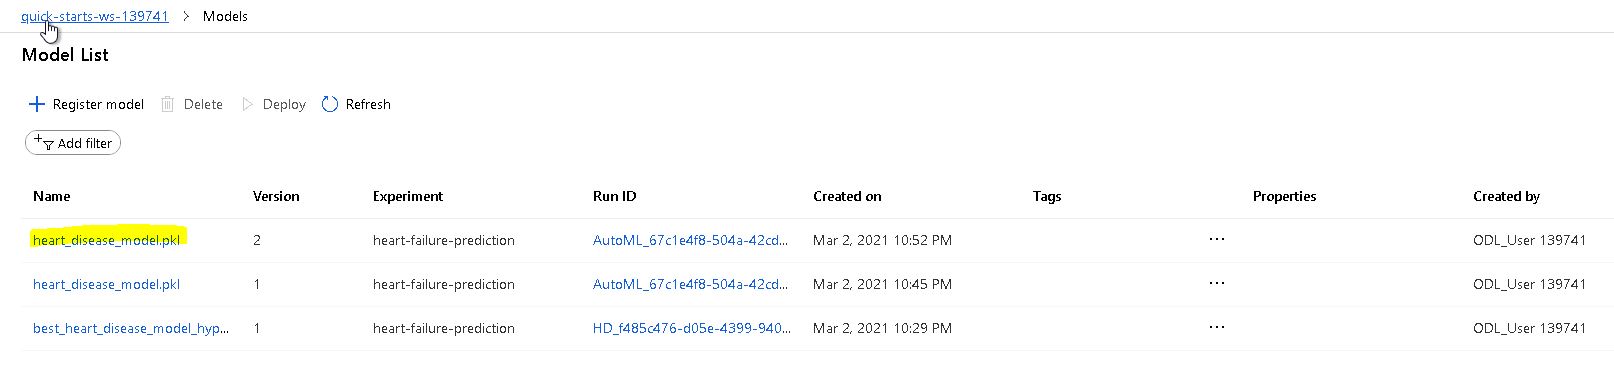 quick-starts-ws-139741 > Models
Model List
Register model Delete Deploy Refresh
Add filter
Name Version Experiment Run ID Created on Tags Properties Created by
heart_disease_model.pkl 2 heart-failure-prediction AutoML_67c1e4f8-504a-42cd... Mar 2, 2021 10:52 PM ... ODL_User 139741
heart_disease_model.pkl 1 heart-failure-prediction AutoML_67c1e4f8-504a-42cd... Mar 2, 2021 10:45 PM ... ODL_User 139741
best_heart_disease_model_hyp... 1 heart-failure-prediction HD_f485c476-d05e-4399-940... Mar 2, 2021 10:29 PM ... ODL_User 139741